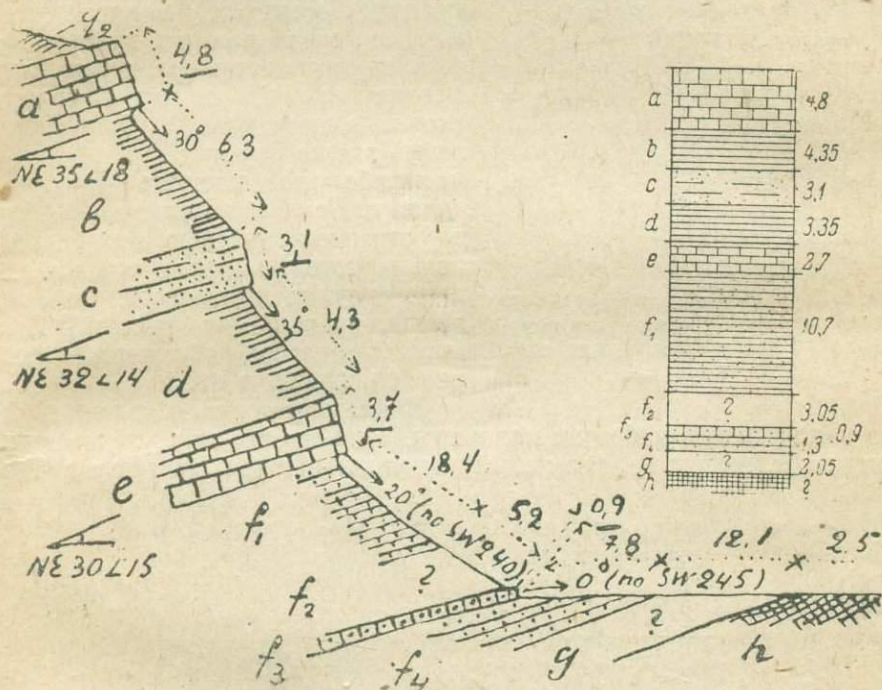 q2
4,8
a
30° 6,3
NE 35∠18
b
3,1
c
35° 4,3
NE 32∠14
d
3,7
18,4
e
20° (по SW 240)
5,2
0,9
7,8
12,1
2,5
f1
NE 30∠15
?
0° (по SW 245)
f2
f3
f4
?
g
h
a 4,8
b 4,35
c 3,1
d 3,35
e 2,7
f1 10,7
f2 ? 3,05
f3 0,9
f4 1,3
g ? 2,05
h ?